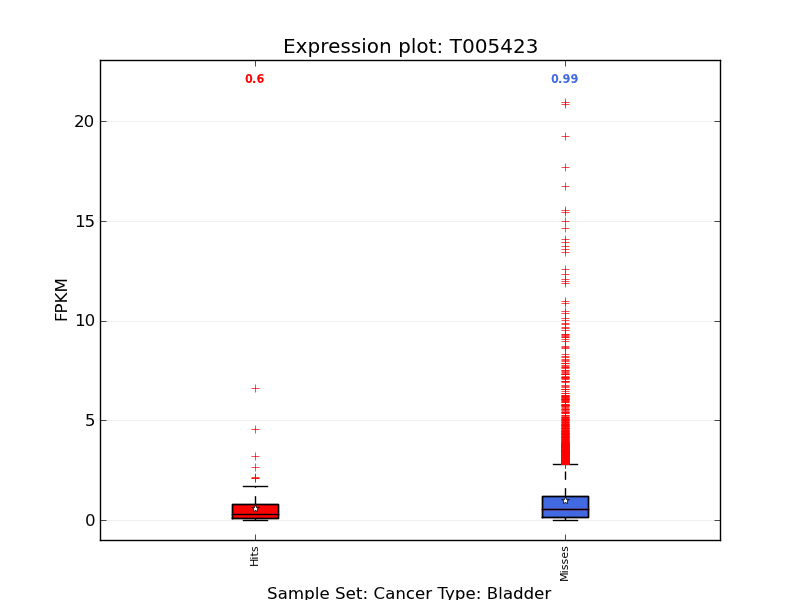 Expression plot: T005423
0.6 0.99
20
15
10
5
0
FPKM
Hits Misses
Sample Set: Cancer Type: Bladder